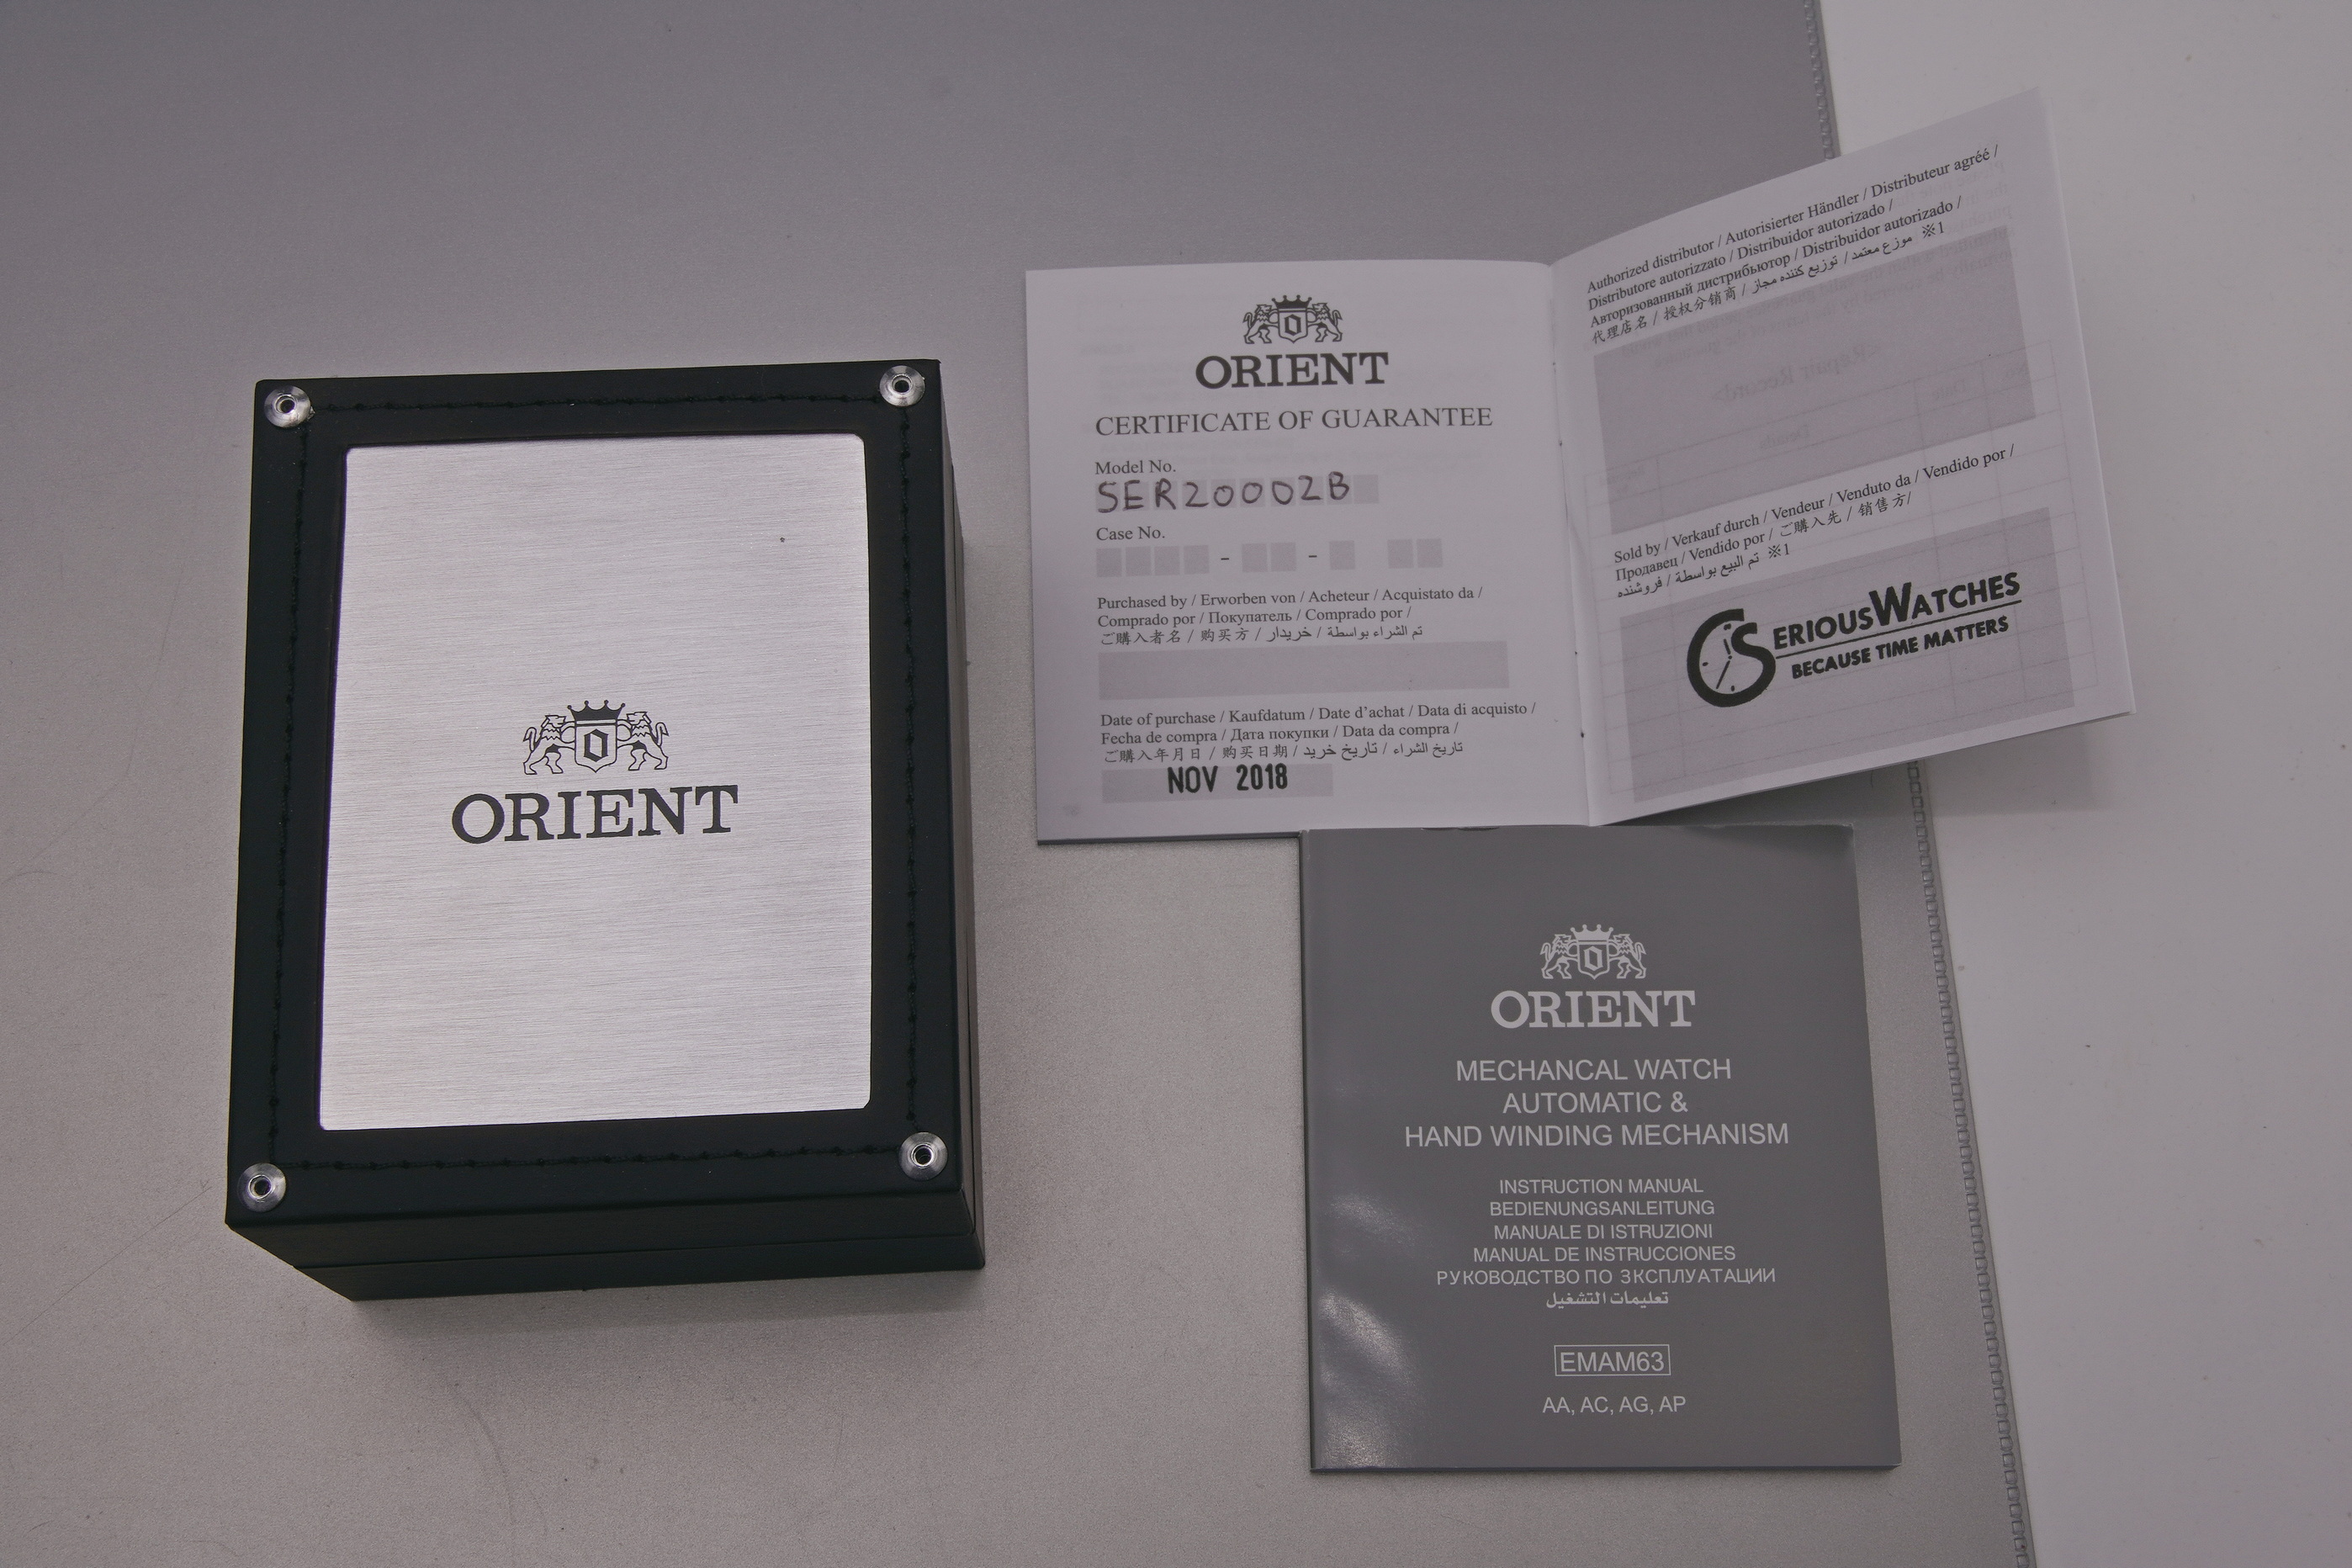 ORIENT
ORIENT
CERTIFICATE OF GUARANTEE
Model No.
SER20002B
Case No.
- -
Purchased by / Erworben von / Acheteur / Acquistato da /
Comprado por / Покупатель / Comprado por /
ご購入者名 / 购买方 / خریدار / تم الشراء بواسطة
Date of purchase / Kaufdatum / Date d'achat / Data di acquisto /
Fecha de compra / Дата покупки / Data da compra /
ご購入年月日 / 购买日期 / تاریخ خرید / تاريخ الشراء
NOV 2018
Authorized distributor / Autorisierter Händler / Distributeur agréé /
Distributore autorizzato / Distribuidor autorizado /
Авторизованный дистрибьютор / Distribuidor autorizado /
代理店名 / 授权分销商 / توزیع کننده مجاز / موزع معتمد ※1
Sold by / Verkauf durch / Vendeur / Venduto da / Vendido por /
Продавец / Vendido por / ご購入先 / 销售方/
فروشنده / تم البيع بواسطة ※1
SERIOUSWATCHES
BECAUSE TIME MATTERS
ORIENT
MECHANCAL WATCH
AUTOMATIC &
HAND WINDING MECHANISM
INSTRUCTION MANUAL
BEDIENUNGSANLEITUNG
MANUALE DI ISTRUZIONI
MANUAL DE INSTRUCCIONES
РУКОВОДСТВО ПО ЗКСПЛУАТАЦИИ
تعليمات التشغيل
EMAM63
AA, AC, AG, AP